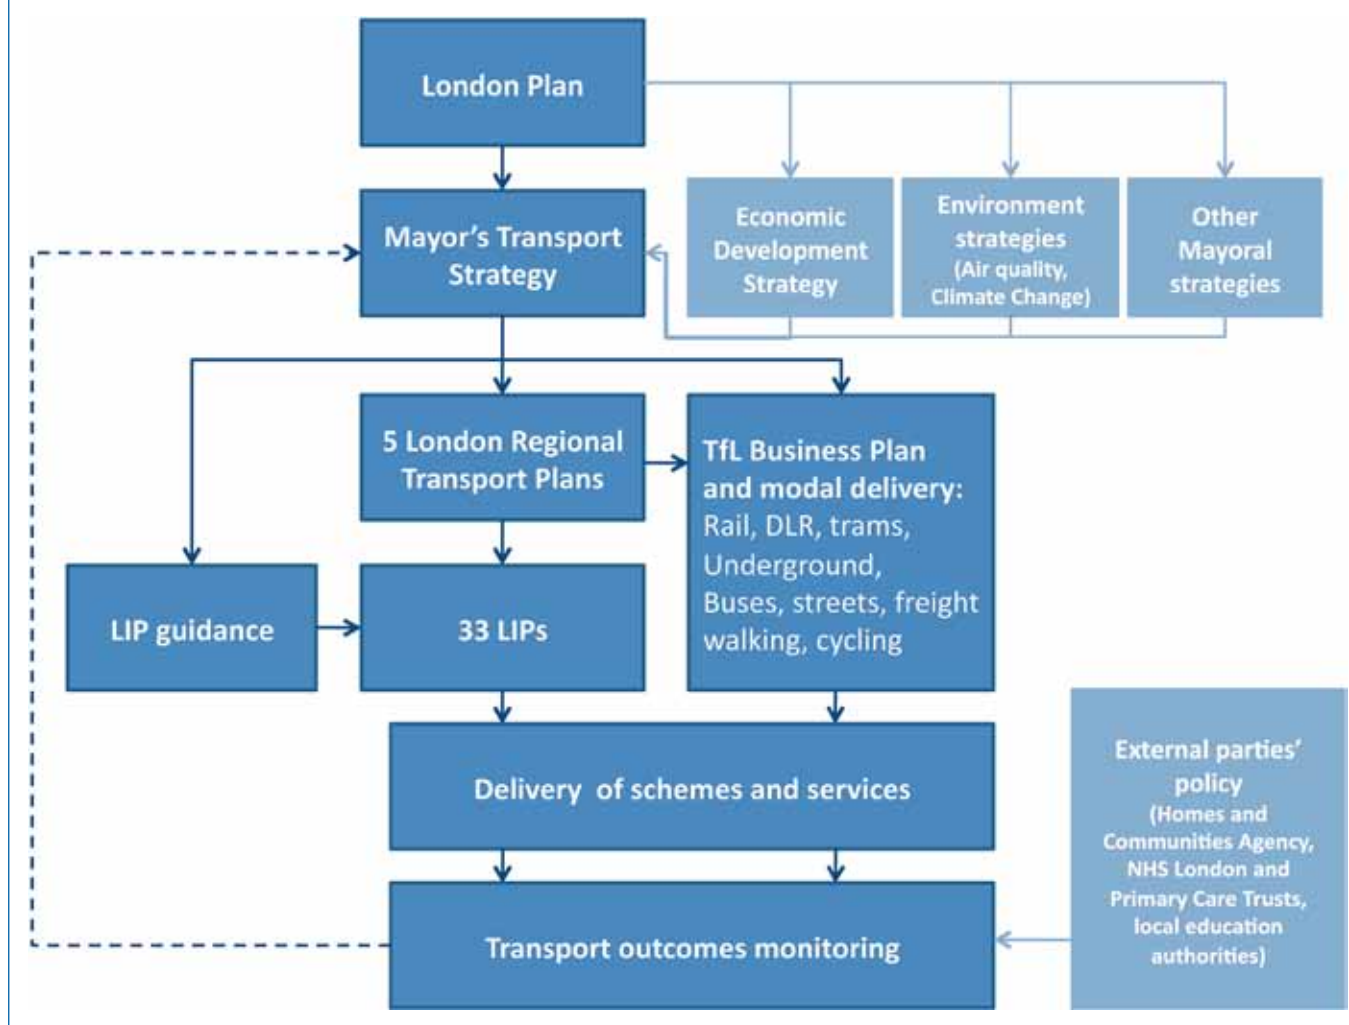 London Plan
Mayor's Transport
Strategy
Economic
Development
Strategy
Environment
strategies
(Air quality,
Climate Change)
Other
Mayoral
strategies
5 London Regional
Transport Plans
TfL Business Plan
and modal delivery:
Rail, DLR, trams,
Underground,
Buses, streets, freight
walking, cycling
LIP guidance
33 LIPs
Delivery of schemes and services
External parties'
policy
(Homes and
Communities Agency,
NHS London and
Primary Care Trusts,
local education
authorities)
Transport outcomes monitoring